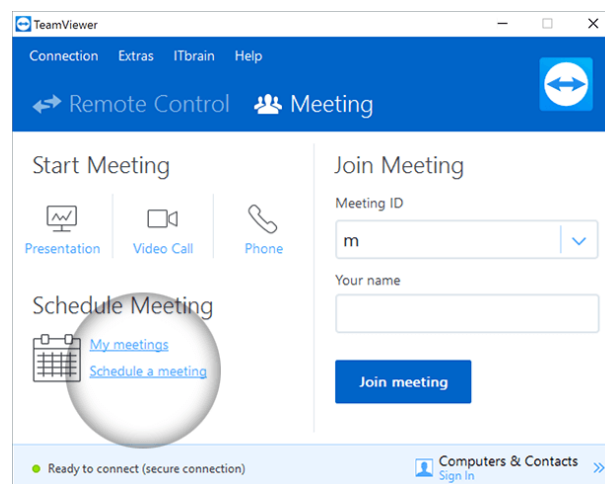 TeamViewer
Connection Extras ITbrain Help
Remote Control Meeting
Start Meeting
Presentation Video Call Phone
Schedule Meeting
My meetings
Schedule a meeting
Join Meeting
Meeting ID
m
Your name
Join meeting
Ready to connect (secure connection)
Computers & Contacts
Sign In